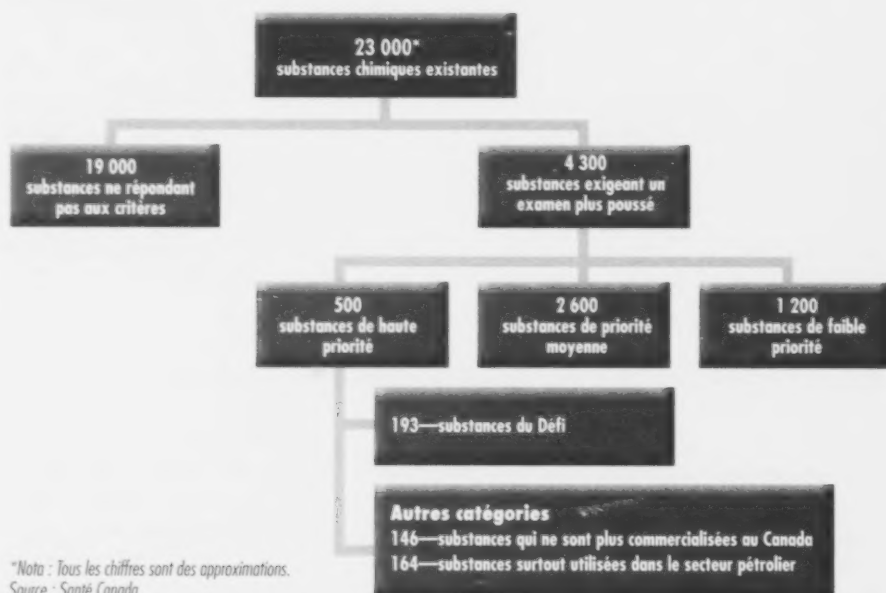 23 000*
substances chimiques existantes
19 000
substances ne répondant
pas aux critères
4 300
substances exigeant un
examen plus poussé
500
substances de haute
priorité
2 600
substances de priorité
moyenne
1 200
substances de faible
priorité
193—substances du Défi
Autres catégories
146—substances qui ne sont plus commercialisées au Canada
164—substances surtout utilisées dans le secteur pétrolier
*Nota : Tous les chiffres sont des approximations.
Source : Santé Canada